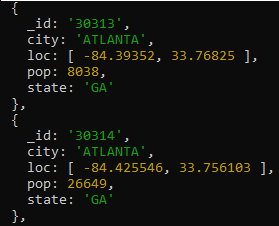 {
  _id: '30313',
  city: 'ATLANTA',
  loc: [ -84.39352, 33.76825 ],
  pop: 8038,
  state: 'GA'
},
{
  _id: '30314',
  city: 'ATLANTA',
  loc: [ -84.425546, 33.756103 ],
  pop: 26649,
  state: 'GA'
},